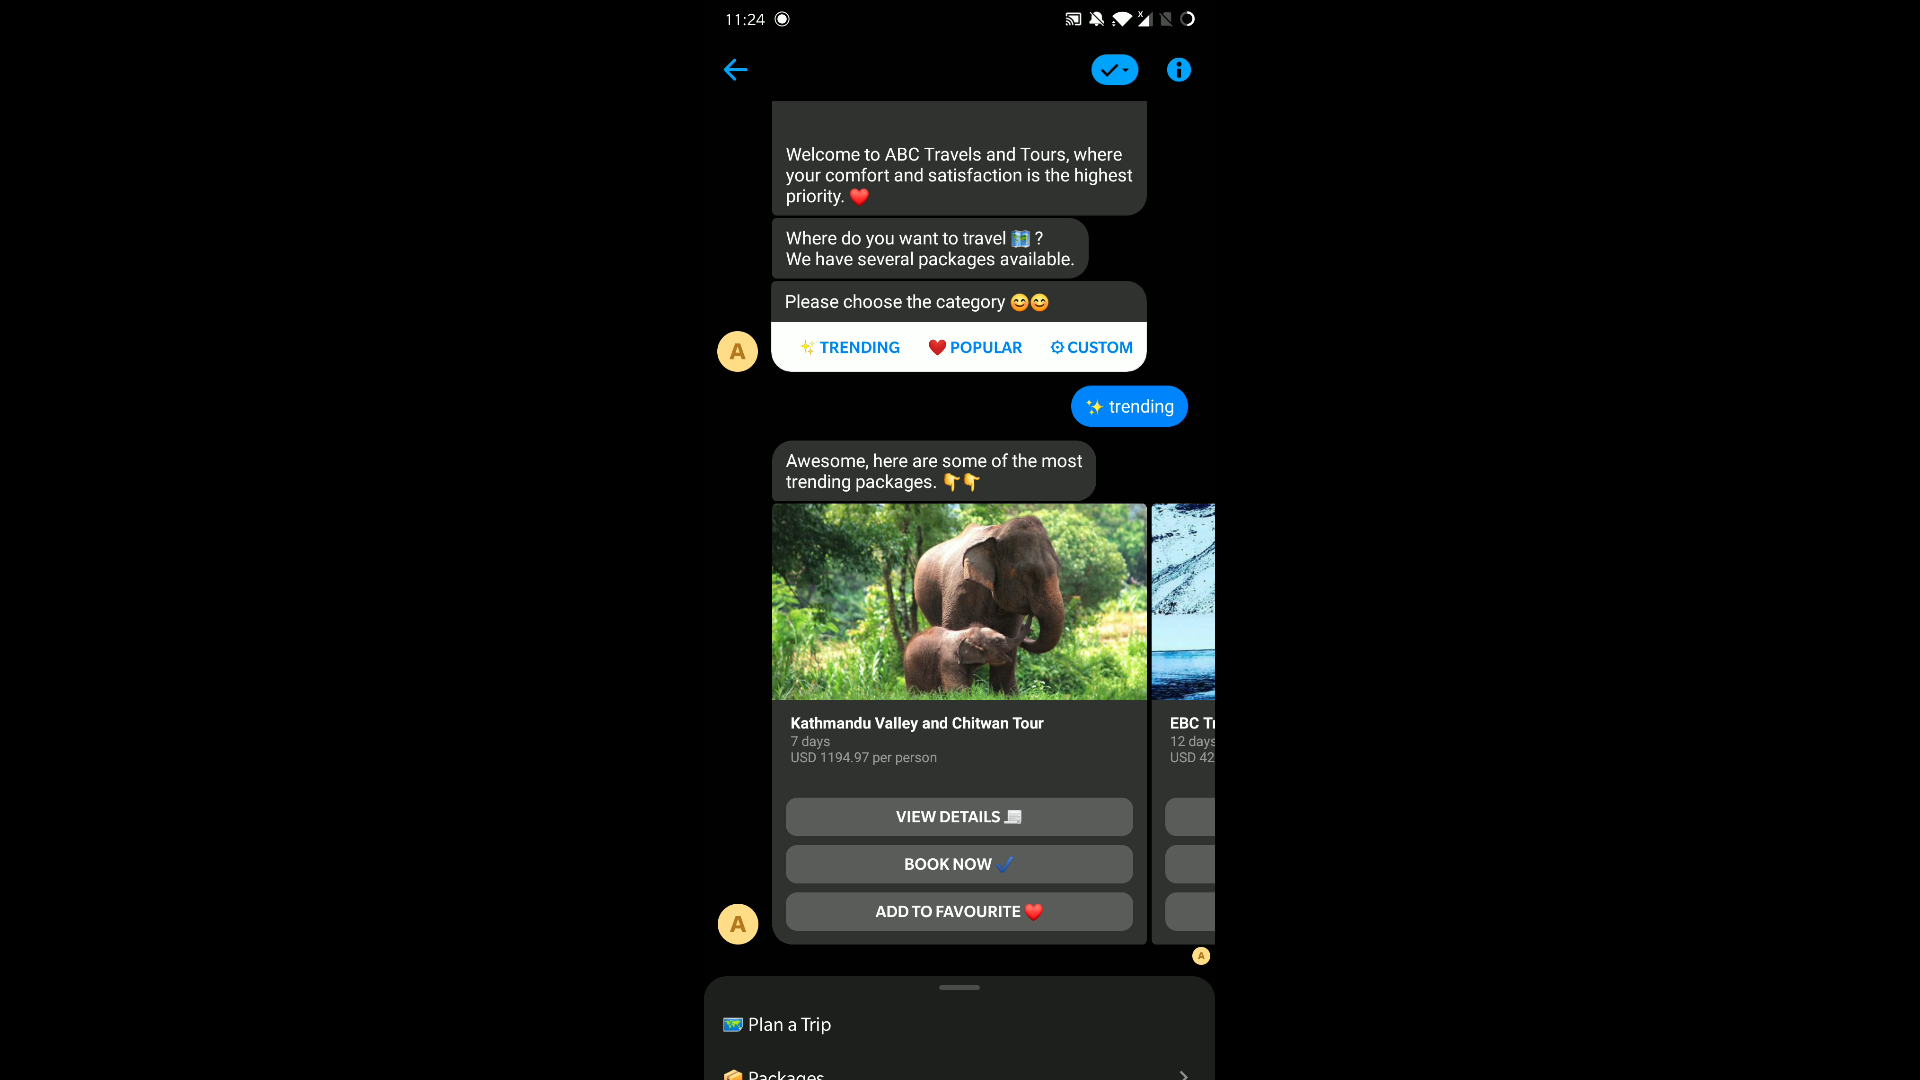 11:24
Welcome to ABC Travels and Tours, where
your comfort and satisfaction is the highest
priority. ❤️
Where do you want to travel 🗺️ ?
We have several packages available.
Please choose the category 😊😊
A
✨ TRENDING ❤️ POPULAR ⚙ CUSTOM
✨ trending
Awesome, here are some of the most
trending packages. 👇👇
Kathmandu Valley and Chitwan Tour
7 days
USD 1194.97 per person
VIEW DETAILS
BOOK NOW ✔
ADD TO FAVOURITE ❤️
EBC
12 days
USD 42
A
A
🗺️ Plan a Trip
📦 Packages